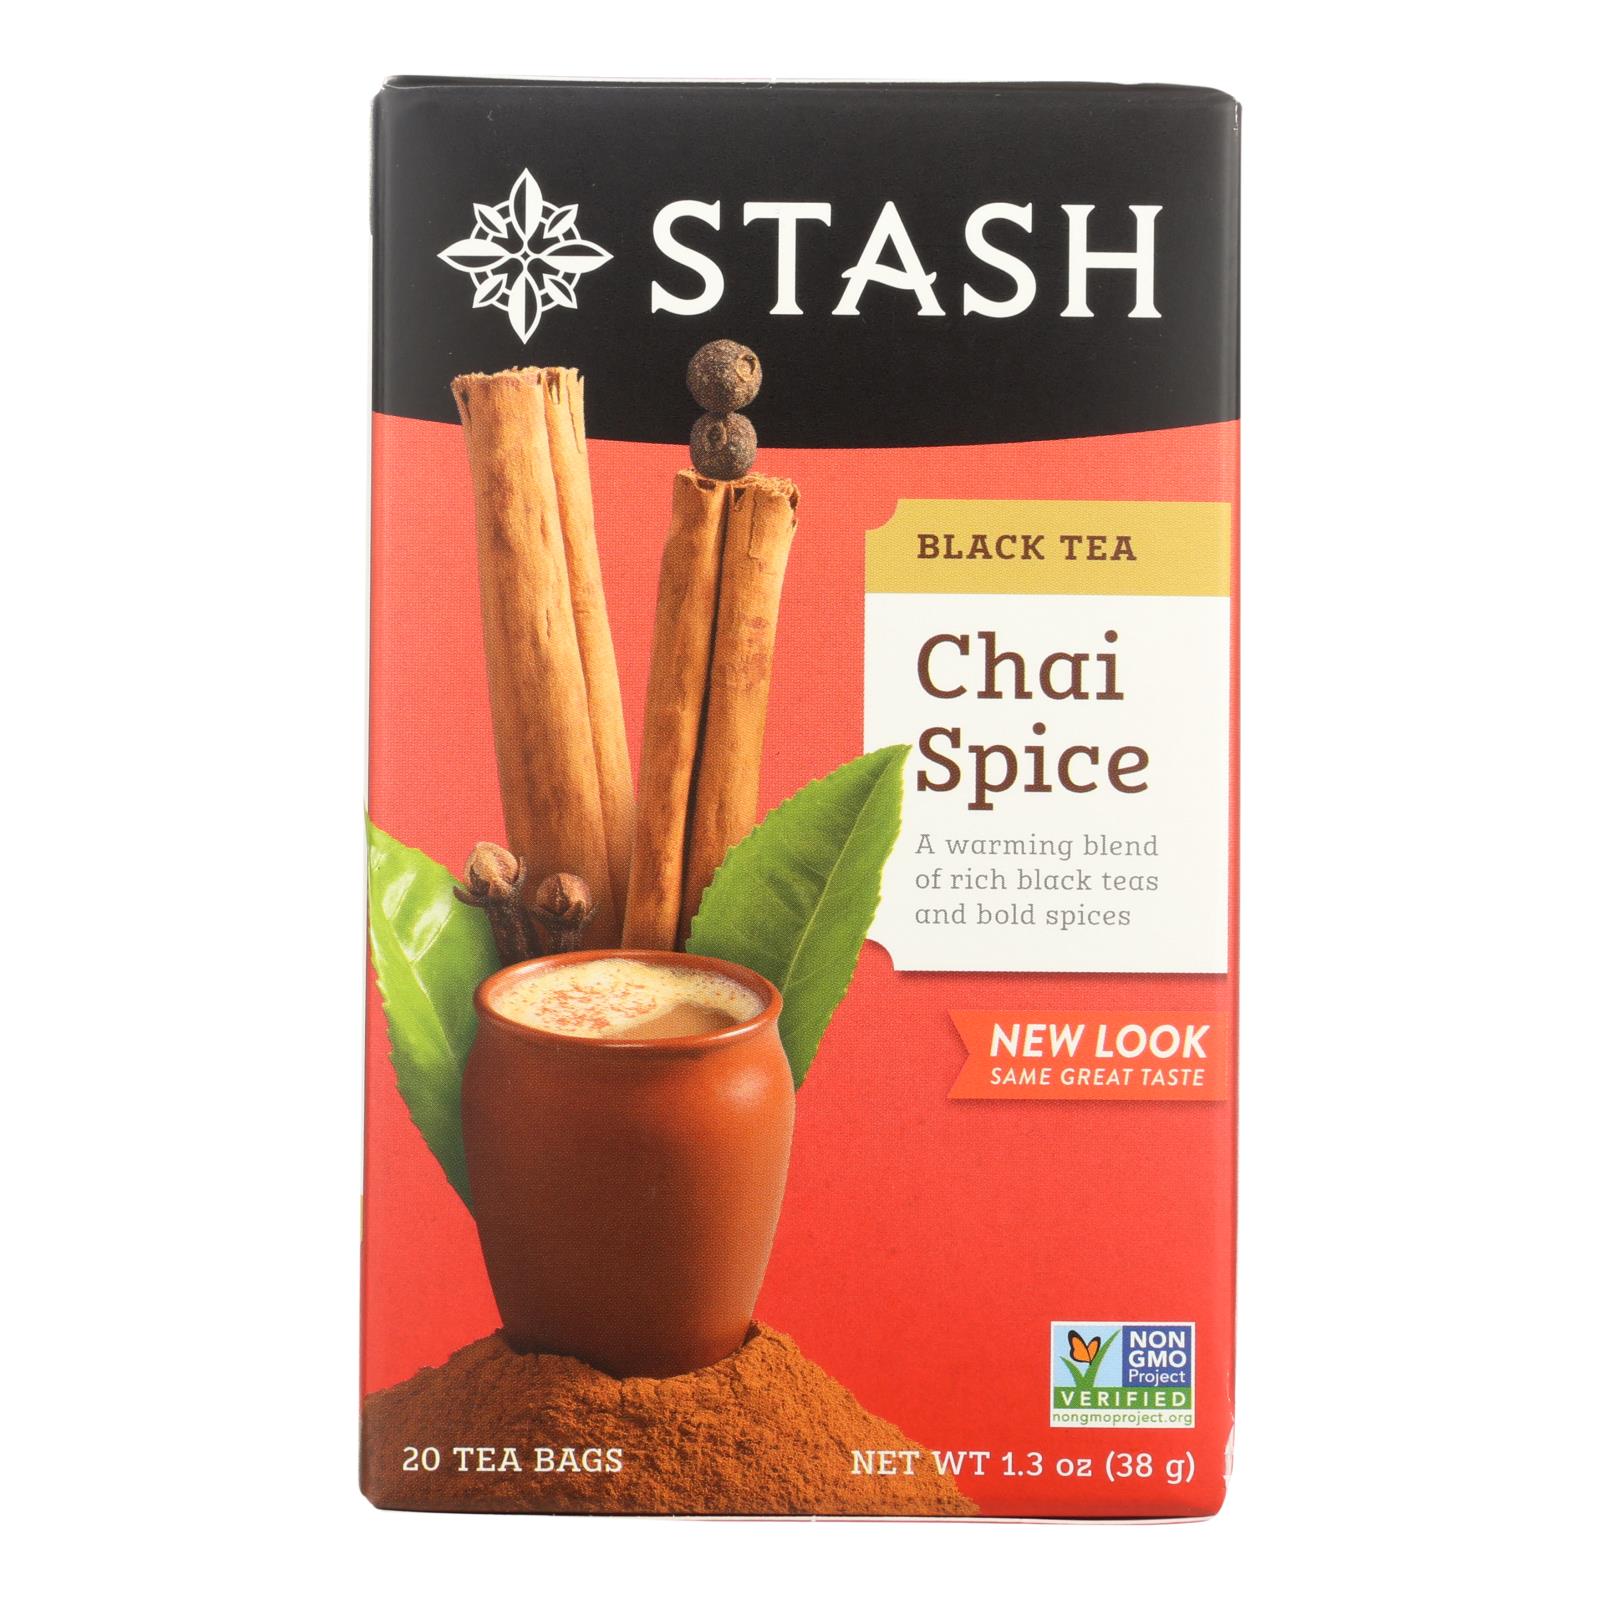 STASH
BLACK TEA
Chai
Spice
A warming blend
of rich black teas
and bold spices
NEW LOOK
SAME GREAT TASTE
NON
GMO
Project
VERIFIED
nongmoproject.org
20 TEA BAGS
NET WT 1.3 oz (38 g)